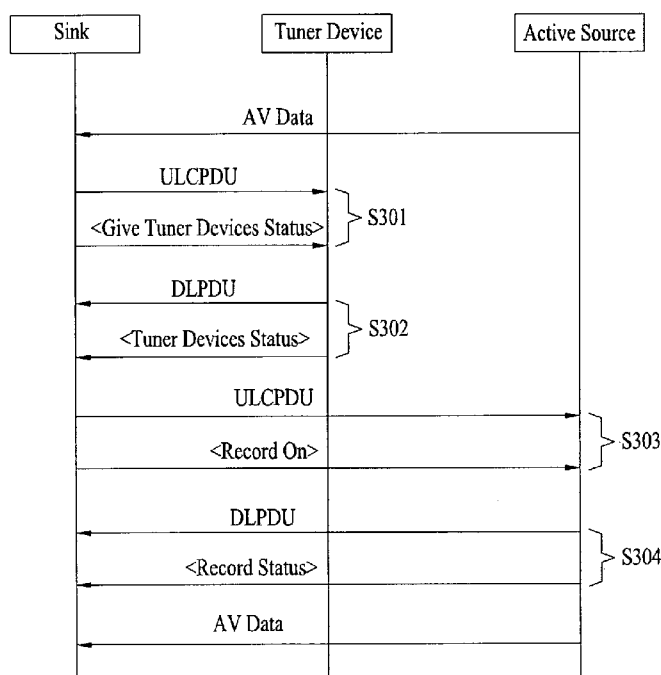 Sink
Tuner Device
Active Source
AV Data
ULCPDU
<Give Tuner Devices Status>
S301
DLPDU
<Tuner Devices Status>
S302
ULCPDU
<Record On>
S303
DLPDU
<Record Status>
S304
AV Data